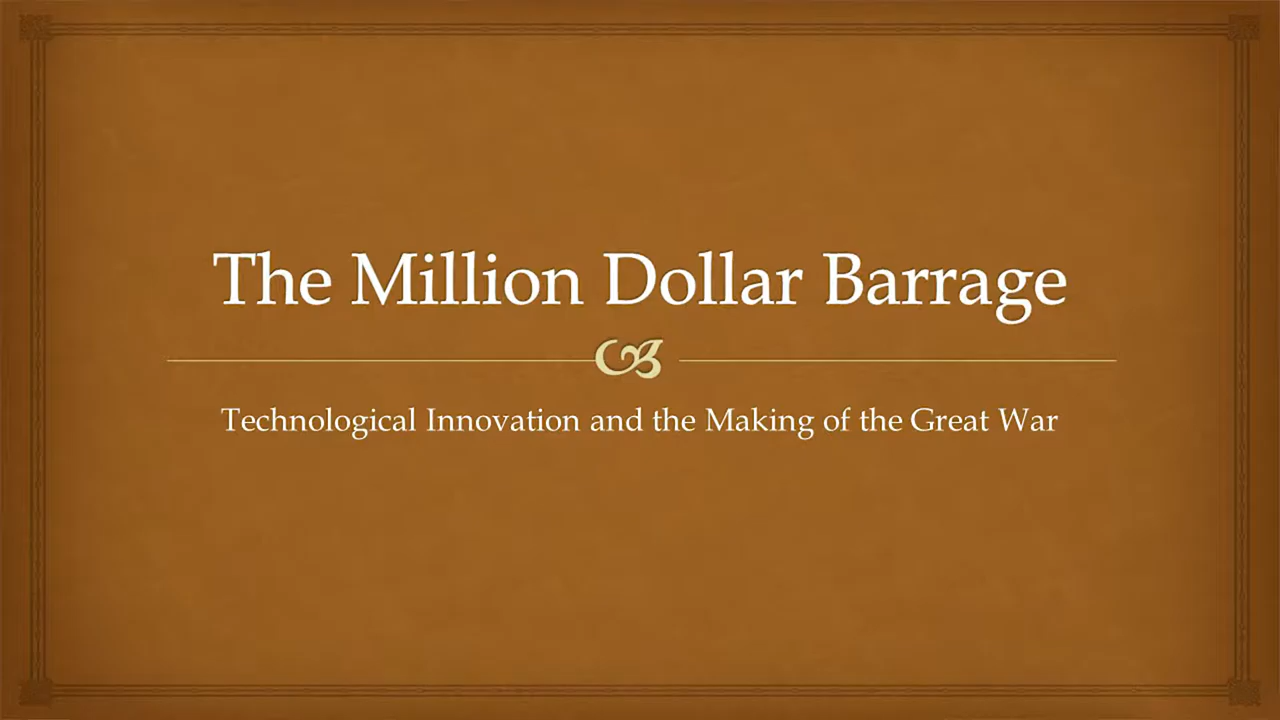 The Million Dollar Barrage
Technological Innovation and the Making of the Great War